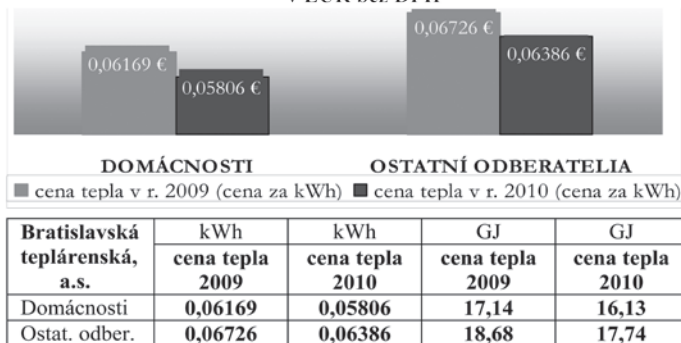 0,06169 €
0,05806 €
0,06726 €
0,06386 €
DOMÁCNOSTI OSTATNÍ ODBERATELIA
cena tepla v r. 2009 (cena za kWh) cena tepla v r. 2010 (cena za kWh)
Bratislavská teplárenská, a.s. kWh kWh GJ GJ
cena tepla 2009 cena tepla 2010 cena tepla 2009 cena tepla 2010
Domácnosti 0,06169 0,05806 17,14 16,13
Ostat. odber. 0,06726 0,06386 18,68 17,74